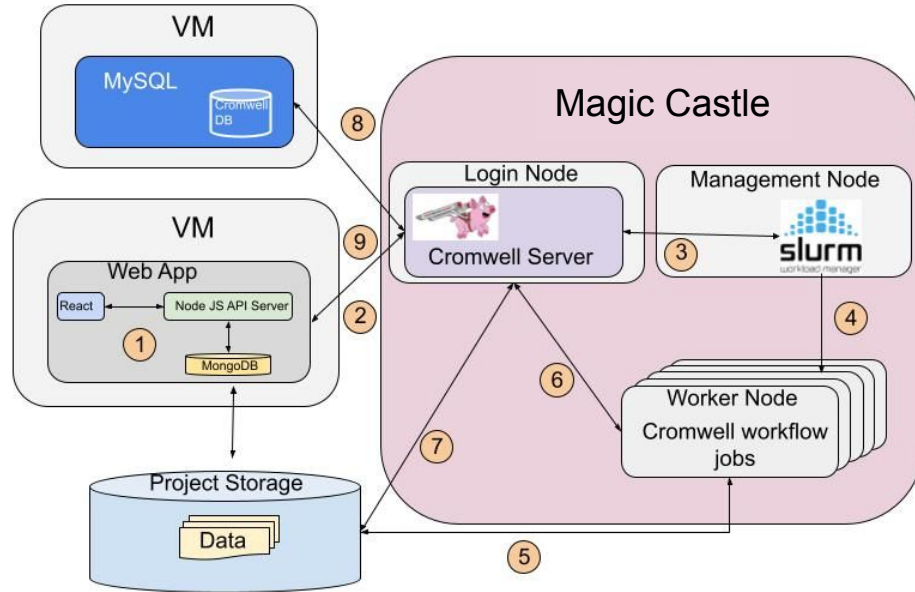 VM
MySQL
Cromwell
DB
8
Magic Castle
Login Node
Cromwell Server
Management Node
slurm
workload manager
3
VM
Web App
React
Node JS API Server
MongoDB
1
9
2
4
6
7
Worker Node
Cromwell workflow
jobs
Project Storage
Data
5